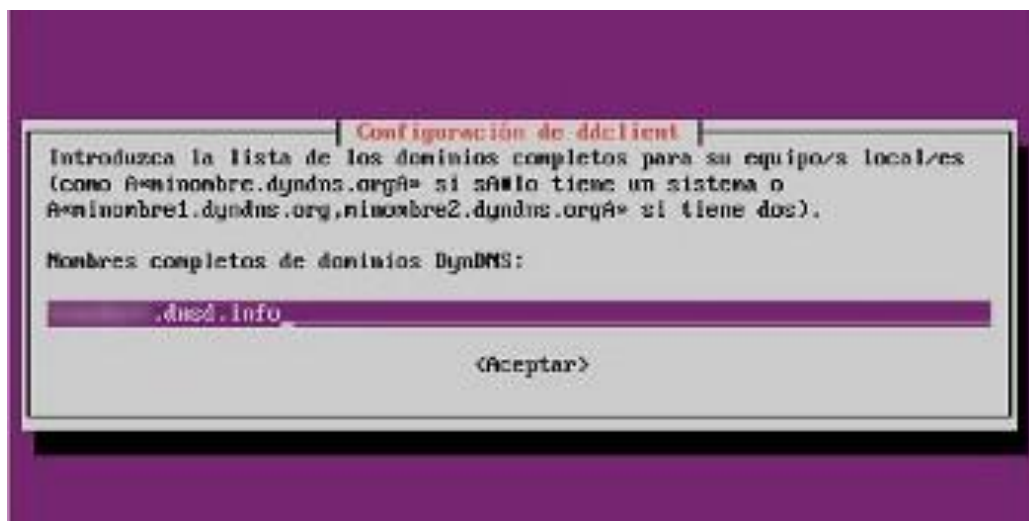 Configuración de ddclient
Introduzca la lista de los dominios completos para su equipo/s local/es
(como A«minombre.dyndns.orgA» si sólo tiene un sistema o
A«minombre1.dyndns.org,minombre2.dyndns.orgA» si tiene dos).
Nombres completos de dominios DynDNS:
.dnsd.info
<Aceptar>